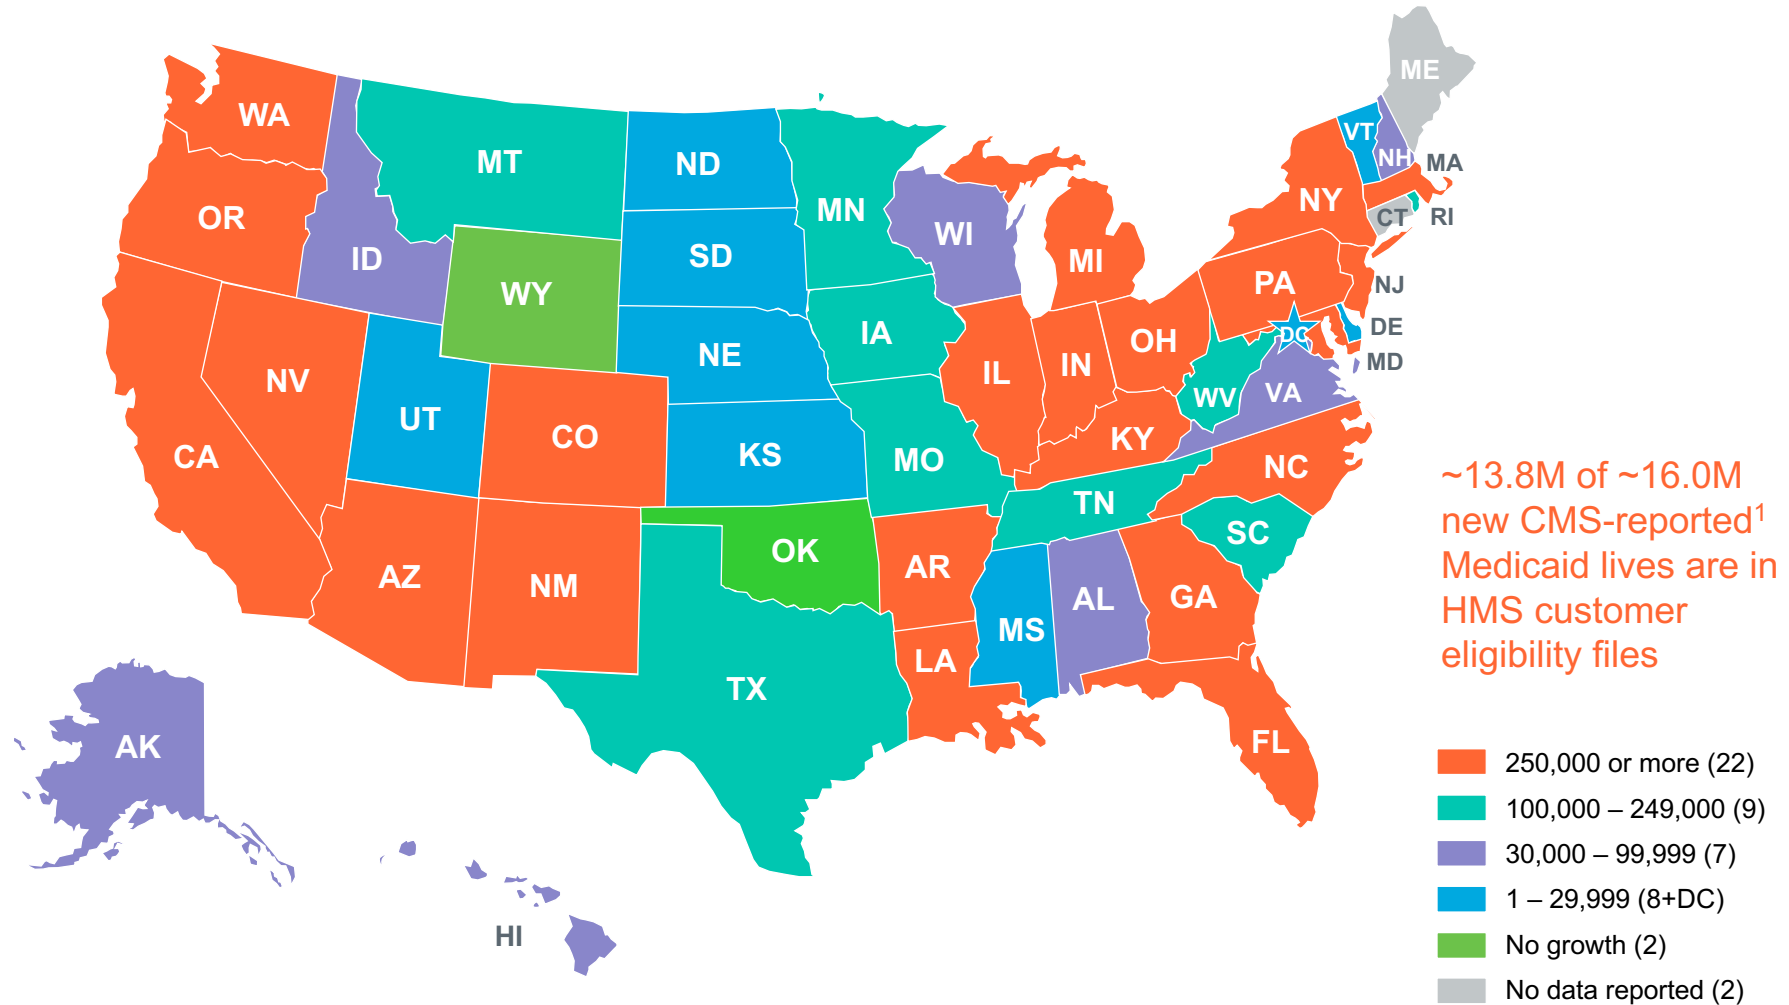 ME
WA
VT
NH
MT
ND
MA
OR
MN
NY
CT
RI
WI
ID
SD
MI
PA
NJ
WY
DE
IA
DC
OH
NE
MD
IN
IL
NV
WV
VA
UT
CO
KY
CA
KS
MO
NC
TN
SC
OK
AR
AZ
NM
AL
GA
MS
LA
TX
FL
AK
HI
~13.8M of ~16.0M
new CMS-reported¹
Medicaid lives are in
HMS customer
eligibility files
250,000 or more (22)
100,000 – 249,000 (9)
30,000 – 99,999 (7)
1 – 29,999 (8+DC)
No growth (2)
No data reported (2)